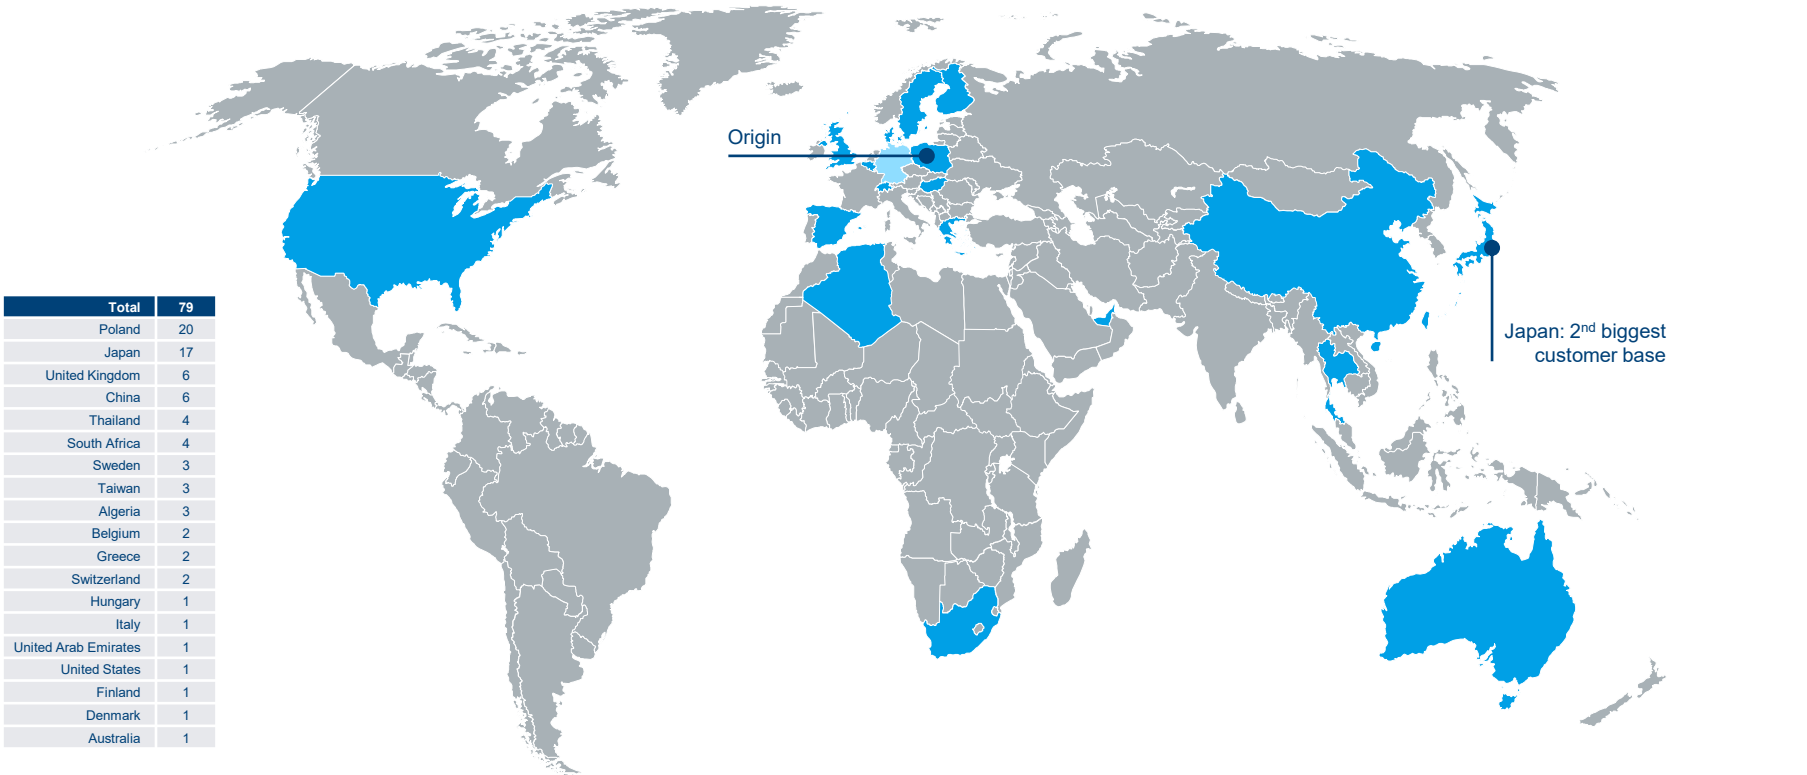 Origin
Total 79
Poland 20
Japan 17
United Kingdom 6
China 6
Thailand 4
South Africa 4
Sweden 3
Taiwan 3
Algeria 3
Belgium 2
Greece 2
Switzerland 2
Hungary 1
Italy 1
United Arab Emirates 1
United States 1
Finland 1
Denmark 1
Australia 1
Japan: 2nd biggest
customer base